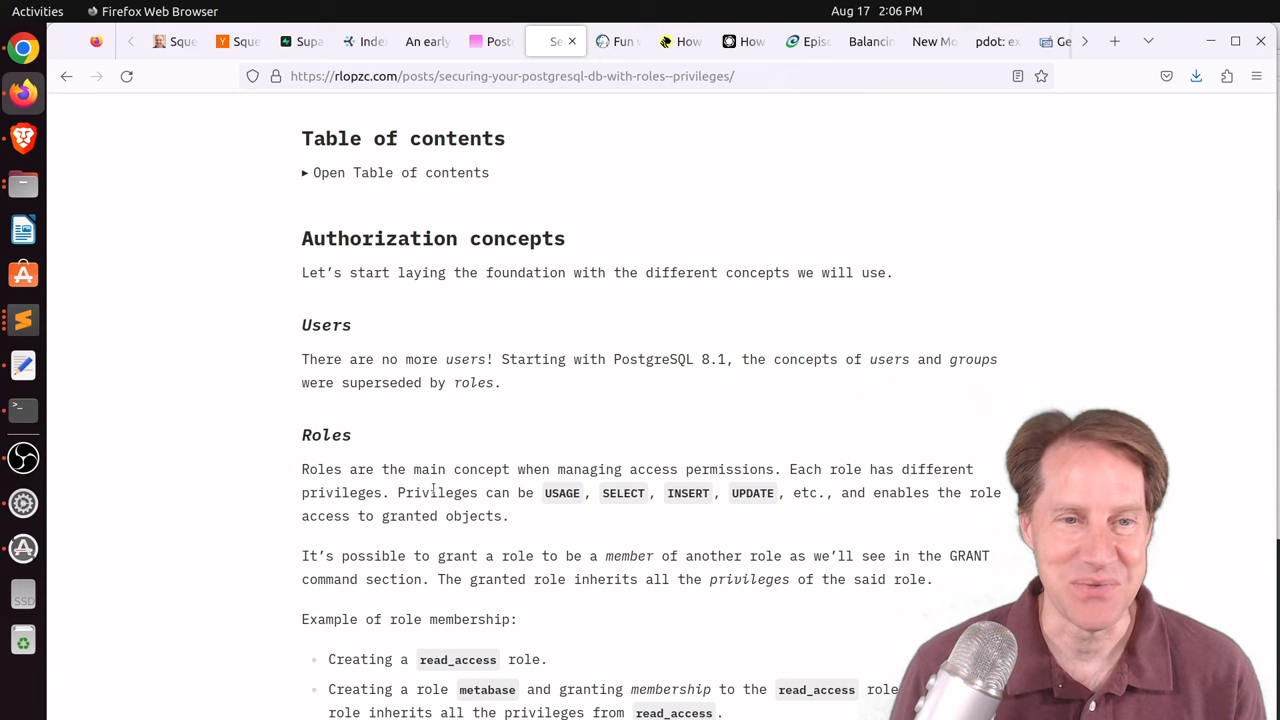 Activities
Firefox Web Browser
Aug 17 2:06 PM
Sque
Sque
Supa
Index
An early
Postg
Se
Fun v
How
How
Episc
Balancin
New Mo
pdot: ex
Ge
https://rlopzc.com/posts/securing-your-postgresql-db-with-roles--privileges/
Table of contents
Open Table of contents
Authorization concepts
Let’s start laying the foundation with the different concepts we will use.
Users
There are no more users! Starting with PostgreSQL 8.1, the concepts of users and groups
were superseded by roles.
Roles
Roles are the main concept when managing access permissions. Each role has different
privileges. Privileges can be USAGE, SELECT, INSERT, UPDATE, etc., and enables the role
access to granted objects.
It’s possible to grant a role to be a member of another role as we’ll see in the GRANT
command section. The granted role inherits all the privileges of the said role.
Example of role membership:
Creating a read_access role.
Creating a role metabase and granting membership to the read_access role
role inherits all the privileges from read_access.
SSD